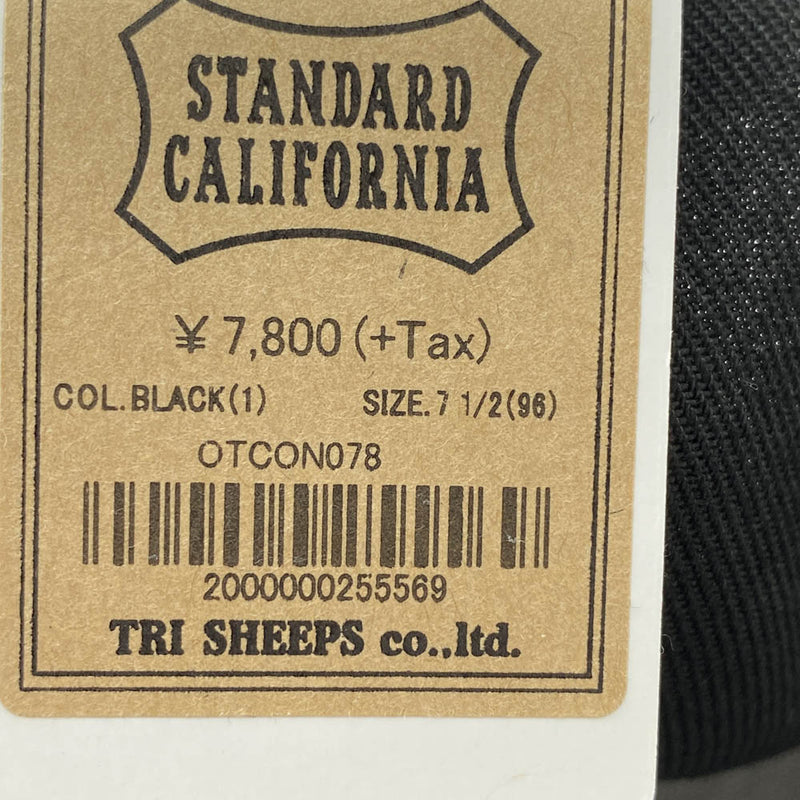 STANDARD
CALIFORNIA
¥ 7,800 (+Tax)
COL.BLACK(1) SIZE.7 1/2(96)
OTCON078
2000000255569
TRI SHEEPS co.,ltd.